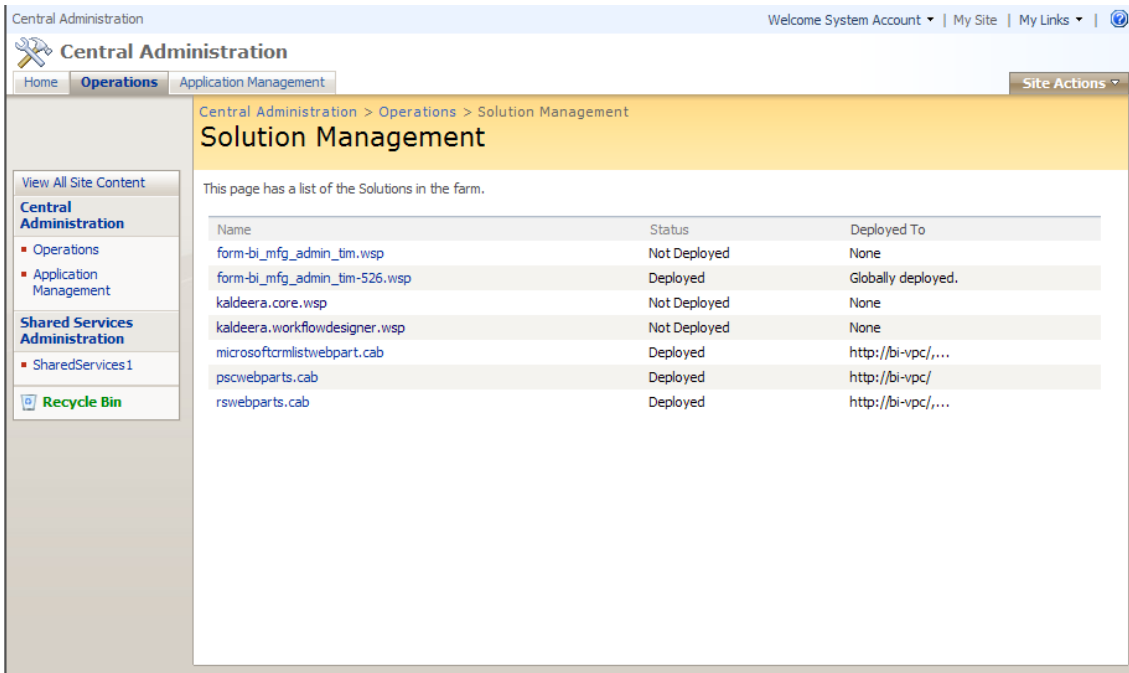 Central Administration
Welcome System Account | My Site | My Links |
Central Administration
Home Operations Application Management Site Actions
Central Administration > Operations > Solution Management
Solution Management
View All Site Content
Central
Administration
Operations
Application
Management
Shared Services
Administration
SharedServices1
Recycle Bin
This page has a list of the Solutions in the farm.
Name Status Deployed To
form-bi_mfg_admin_tim.wsp Not Deployed None
form-bi_mfg_admin_tim-526.wsp Deployed Globally deployed.
kaldeera.core.wsp Not Deployed None
kaldeera.workflowdesigner.wsp Not Deployed None
microsoftcrmlistwebpart.cab Deployed http://bi-vpc/,...
pscwebparts.cab Deployed http://bi-vpc/
rswebparts.cab Deployed http://bi-vpc/,...